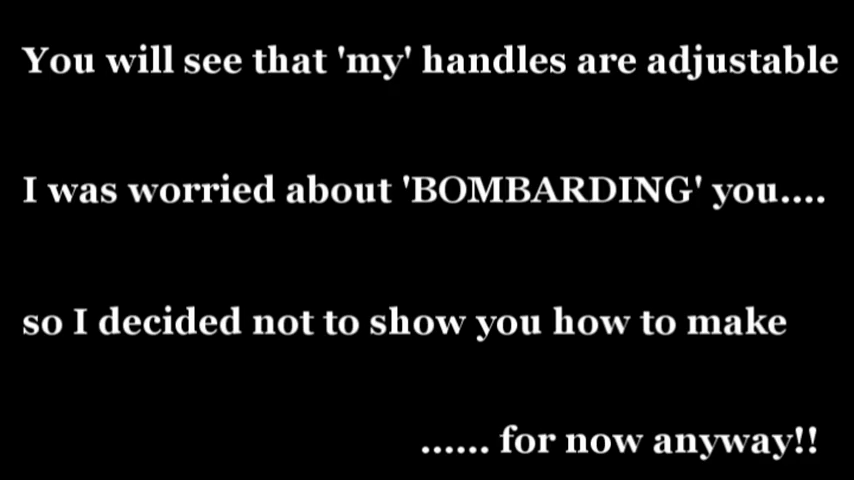 You will see that 'my' handles are adjustable
I was worried about 'BOMBARDING' you....
so I decided not to show you how to make
...... for now anyway!!